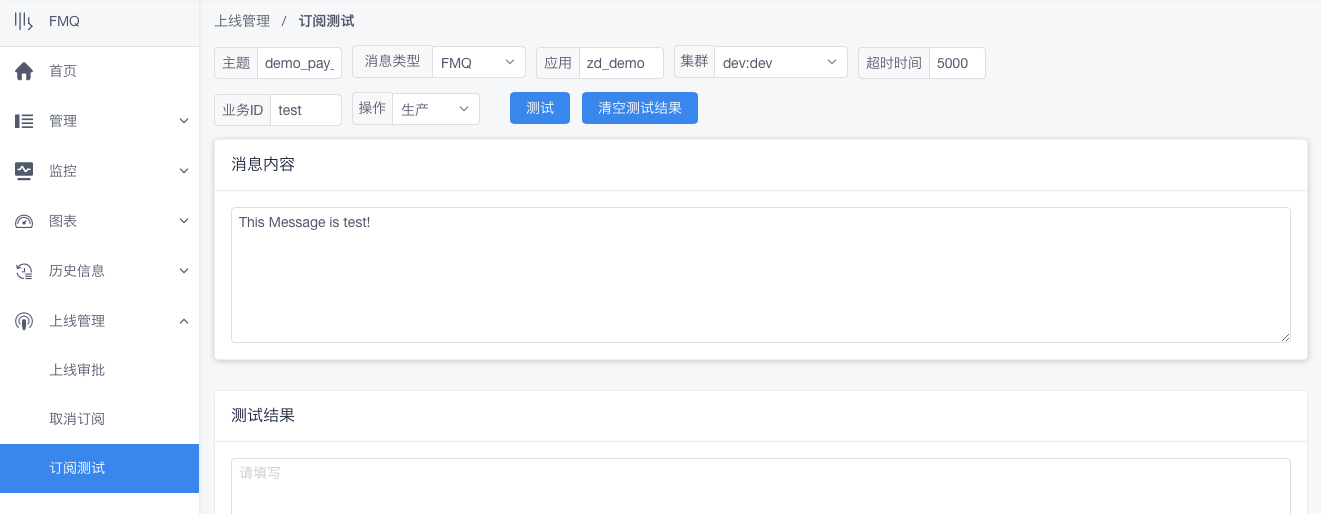 FMQ
首页
管理
监控
图表
历史信息
上线管理
上线审批
取消订阅
订阅测试
上线管理 / 订阅测试
主题 demo_pay_ 消息类型 FMQ 应用 zd_demo 集群 dev:dev 超时时间 5000
业务ID test 操作 生产 测试 清空测试结果
消息内容
This Message is test!
测试结果
请填写